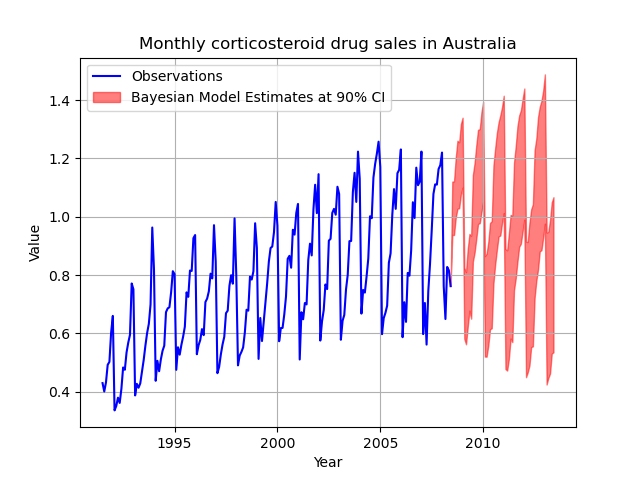 Monthly corticosteroid drug sales in Australia
Observations
Bayesian Model Estimates at 90% CI
1.4
1.2
1.0
0.8
0.6
0.4
Value
1995
2000
2005
2010
Year